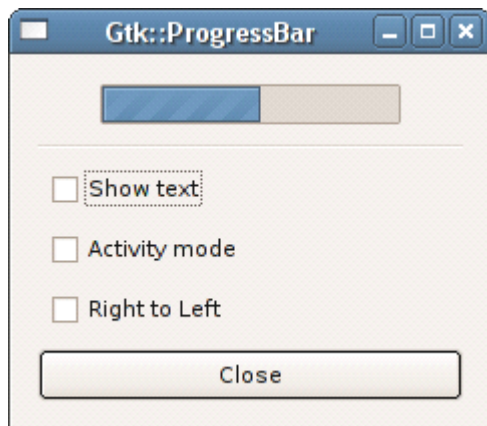 Gtk::ProgressBar
Show text
Activity mode
Right to Left
Close